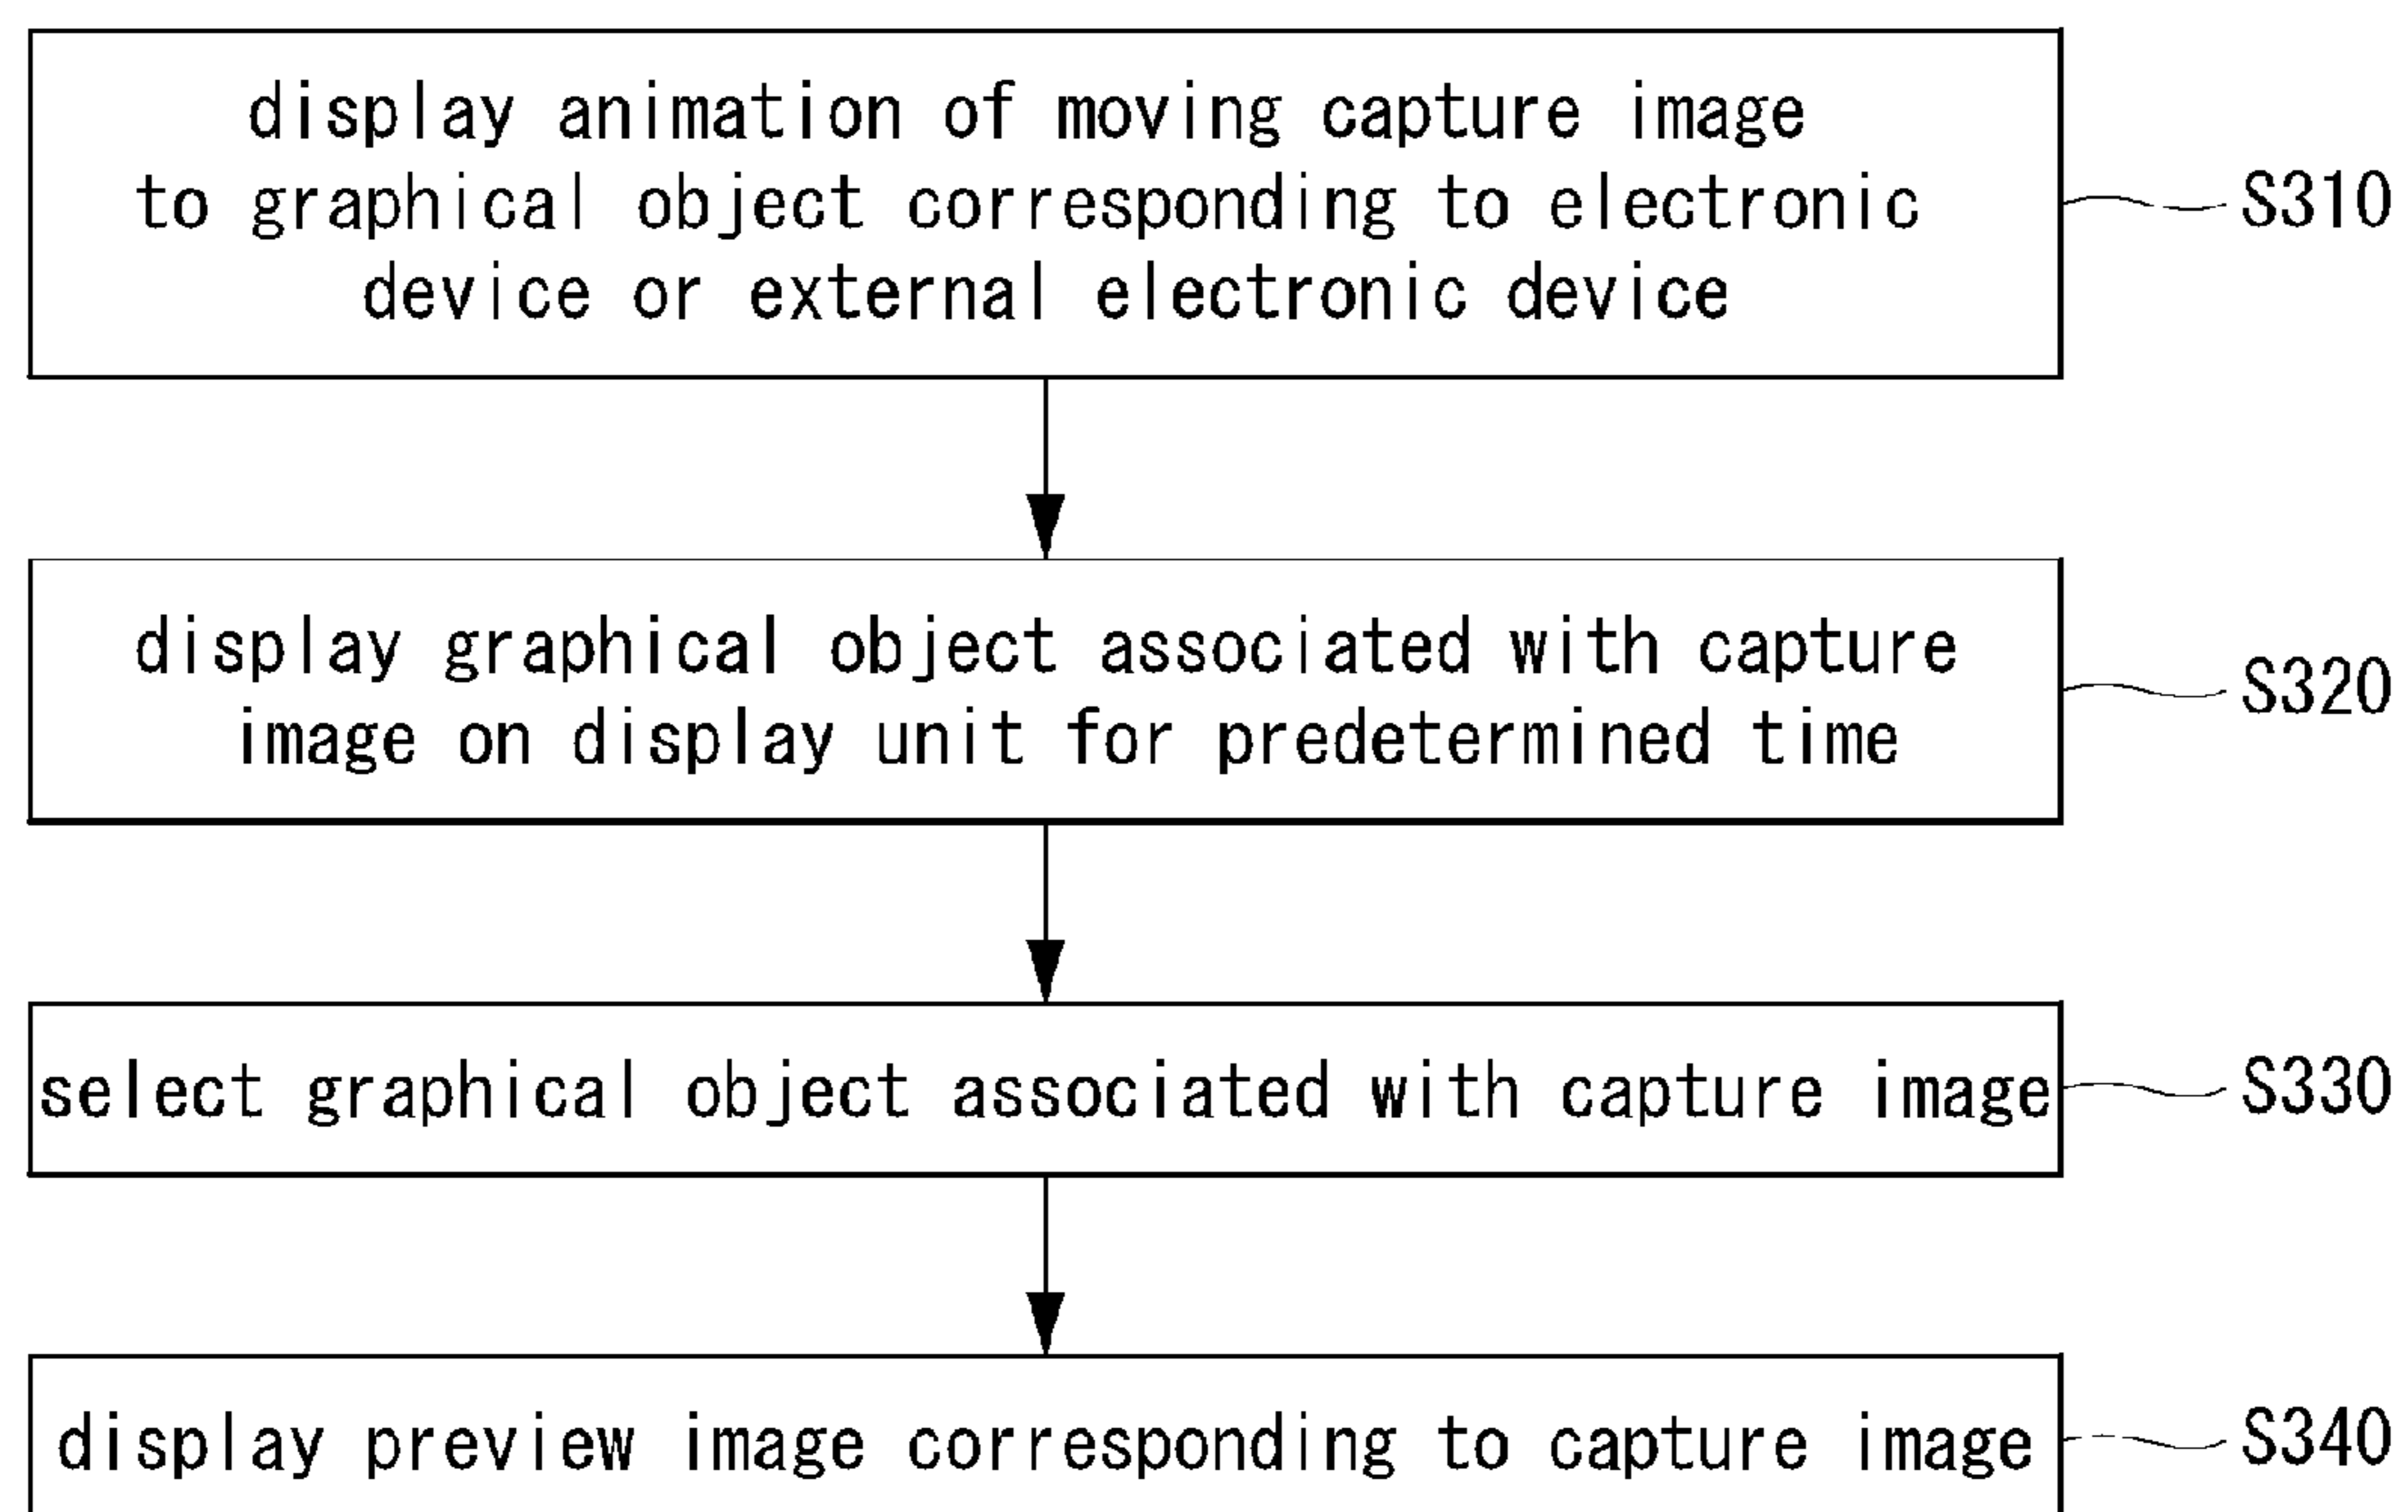 display animation of moving capture image
to graphical object corresponding to electronic
device or external electronic device
S310
display graphical object associated with capture
image on display unit for predetermined time
S320
select graphical object associated with capture image
S330
display preview image corresponding to capture image
S340